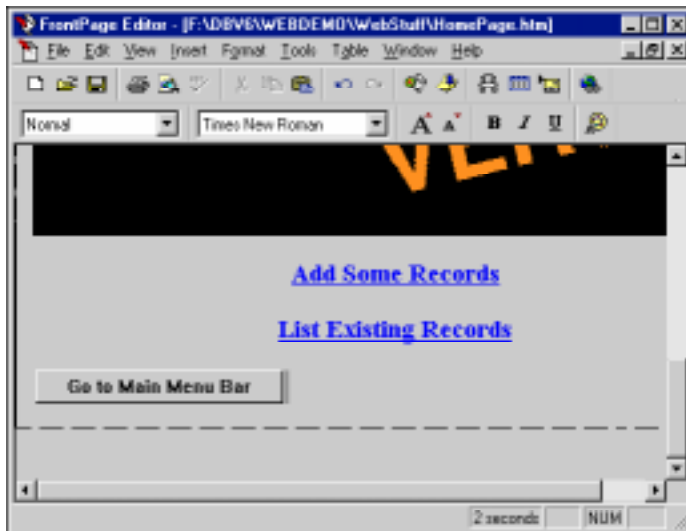 FrontPage Editor - [F:\DBV6\WEBDEMO\WebStuff\HomePage.htm]
File Edit View Insert Format Tools Table Window Help
Normal Times New Roman A A B I U
VER
Add Some Records
List Existing Records
Go to Main Menu Bar
2 seconds NUM